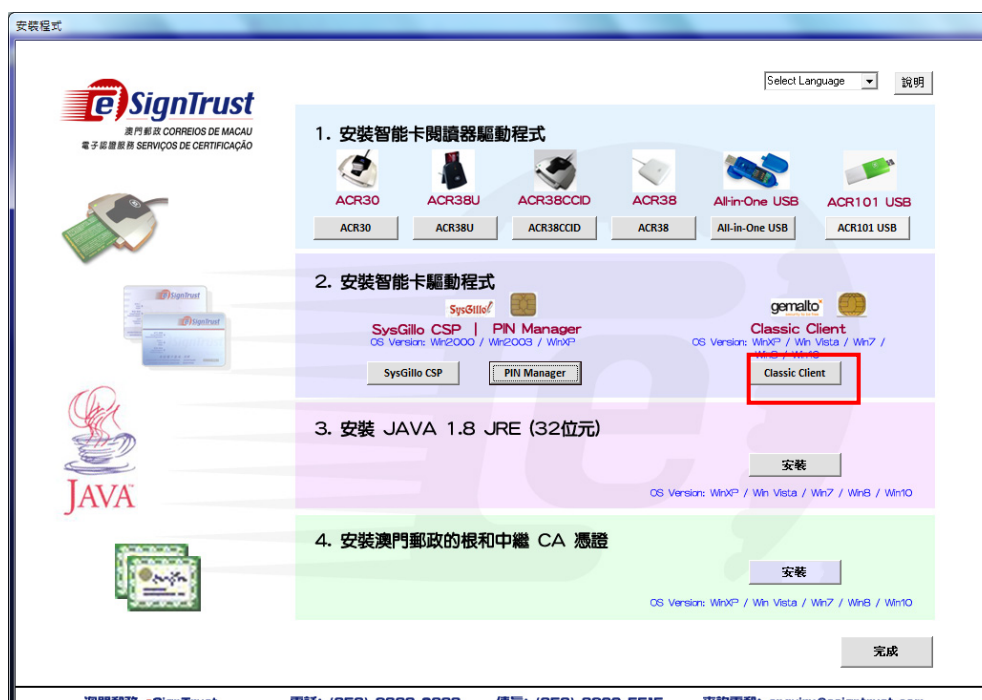 安裝程式
Select Language
說明
e SignTrust
澳門郵政 CORREIOS DE MACAU
電子認證服務 SERVIÇOS DE CERTIFICAÇÃO
1. 安裝智能卡閱讀器驅動程式
ACR30 ACR38U ACR38CCID ACR38 All-in-One USB ACR101 USB
ACR30 ACR38U ACR38CCID ACR38 All-in-One USB ACR101 USB
eSignTrust
eSignTrust
2. 安裝智能卡驅動程式
SysGillo
gemalto
SysGillo CSP | PIN Manager
Classic Client
OS Version: Win2000 / Win2003 / WinXP
OS Version: WinXP / Win Vista / Win7 /
Win8 / Win10
SysGillo CSP PIN Manager Classic Client
JAVA
3. 安裝 JAVA 1.8 JRE (32位元)
安裝
OS Version: WinXP / Win Vista / Win7 / Win8 / Win10
4. 安裝澳門郵政的根和中繼 CA 憑證
安裝
OS Version: WinXP / Win Vista / Win7 / Win8 / Win10
完成